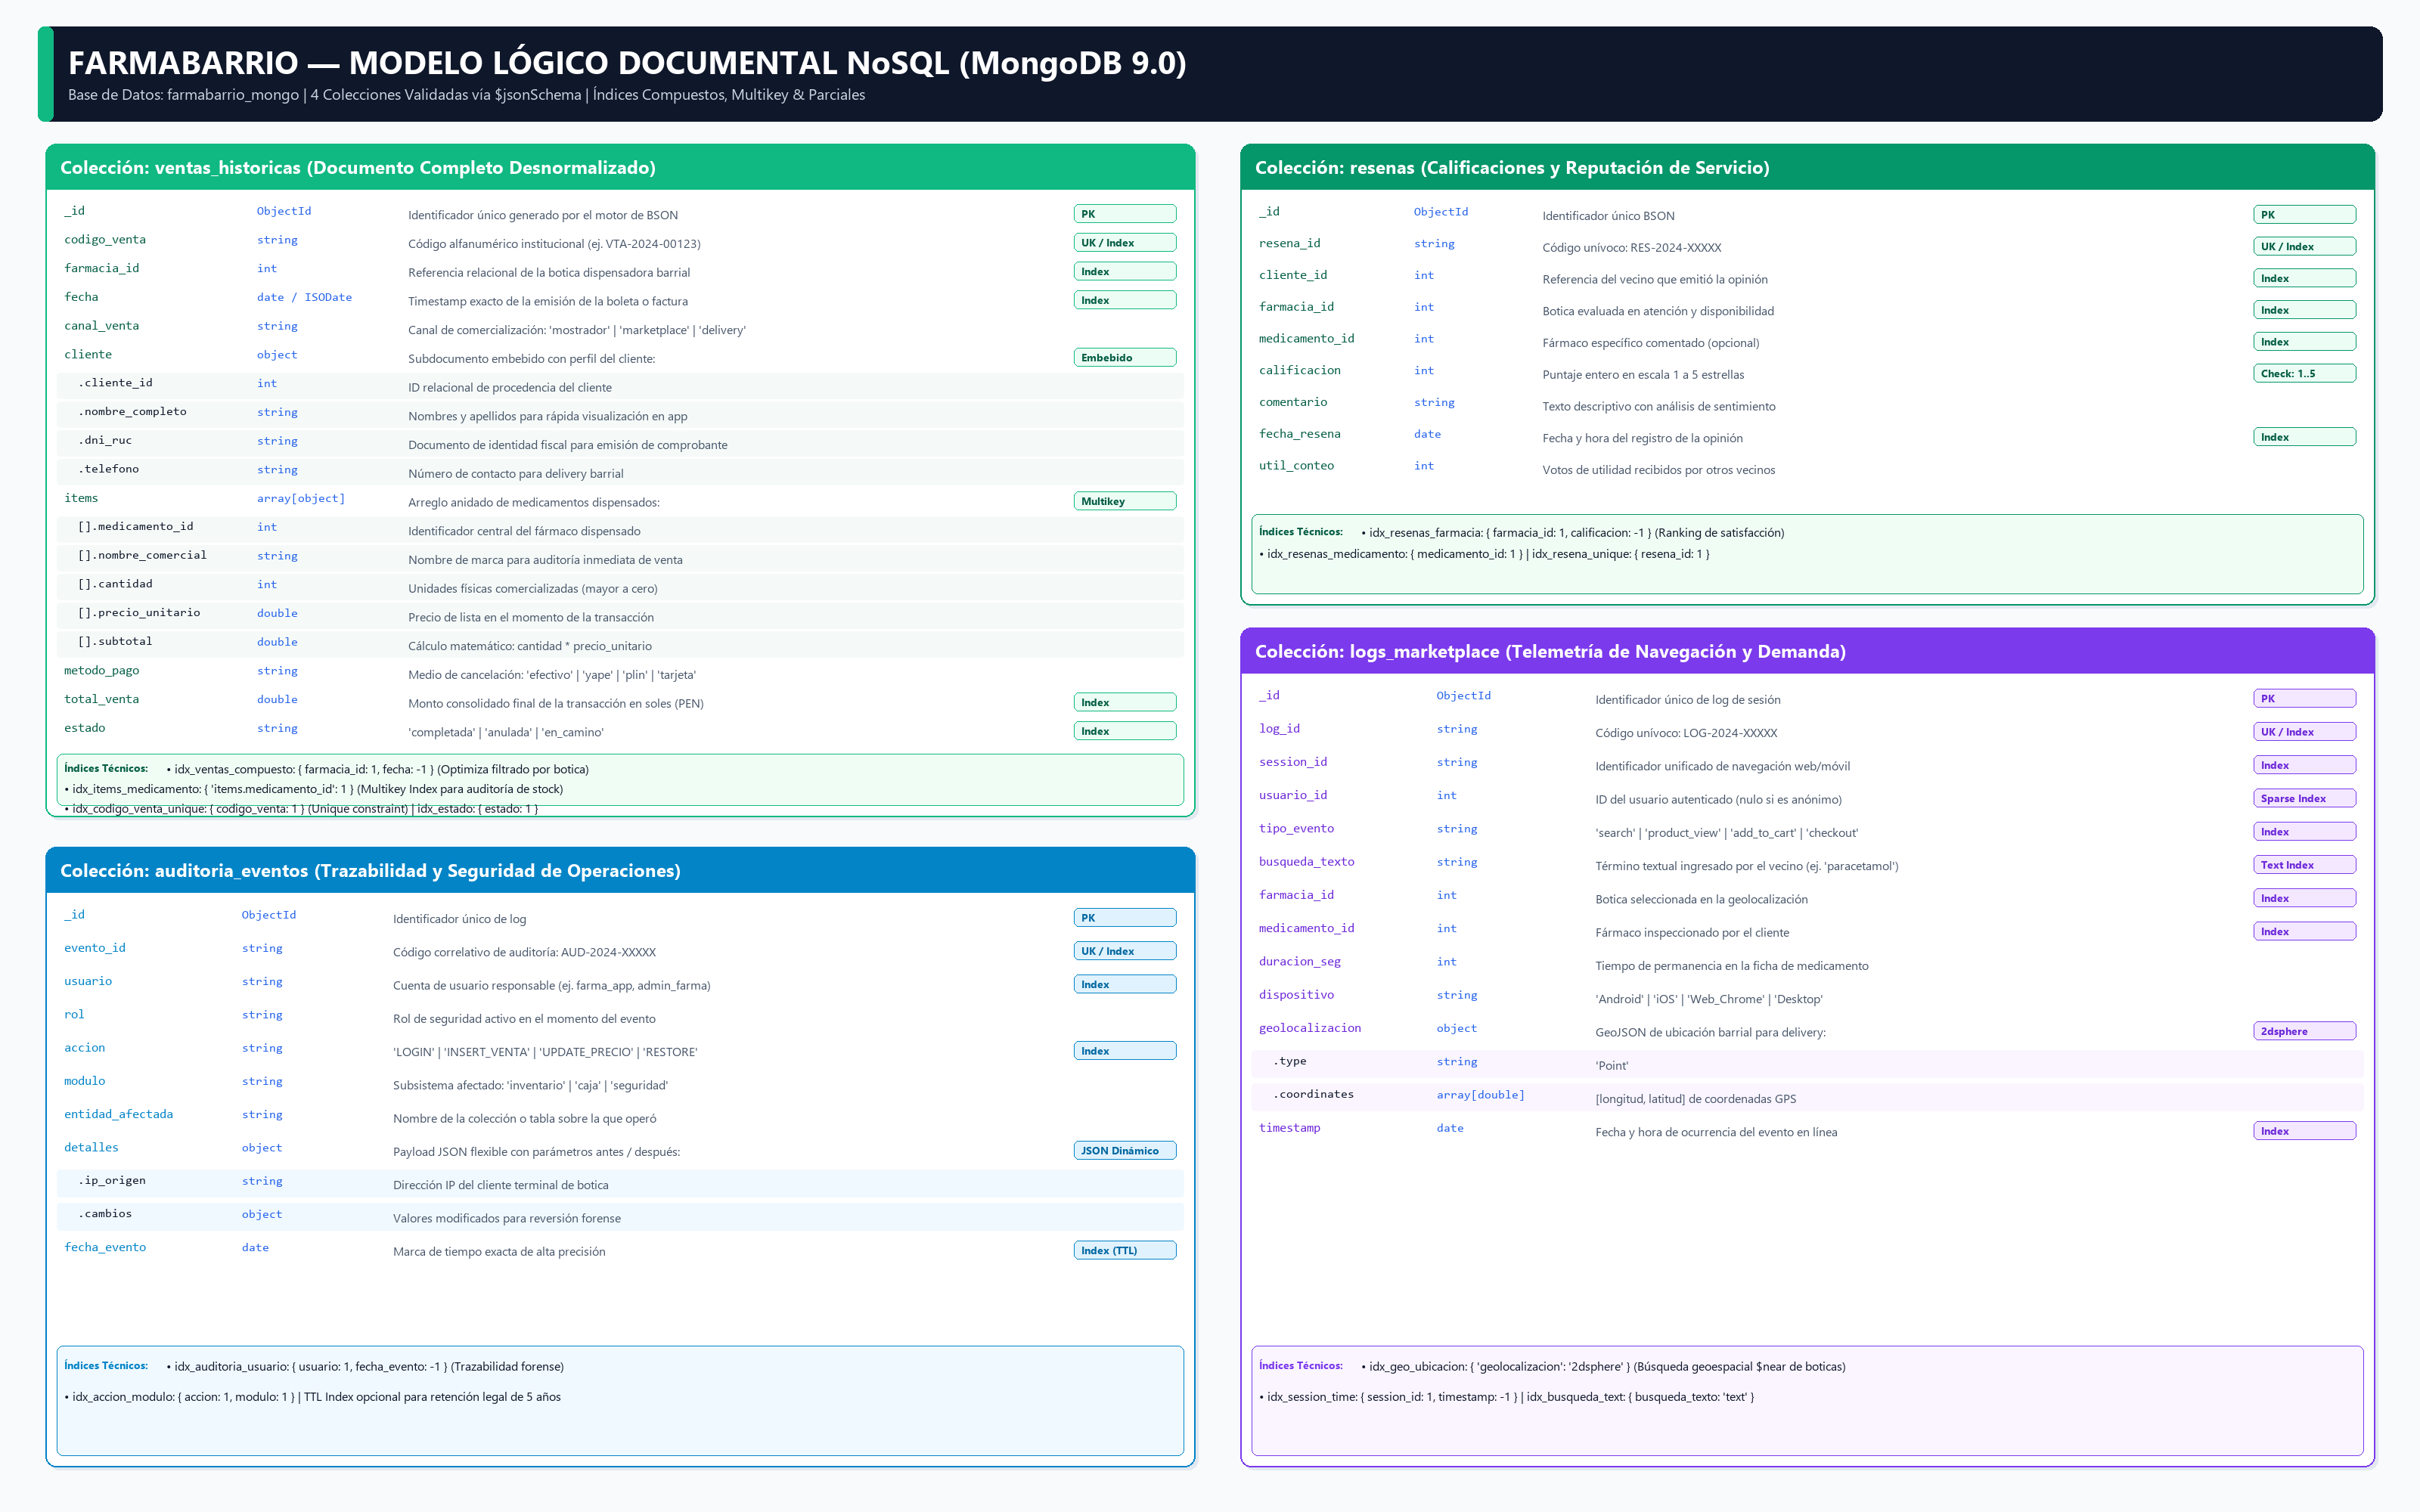 FARMABARRIO — MODELO LÓGICO DOCUMENTAL NoSQL (MongoDB 9.0)
Base de Datos: farmabarrio_mongo | 4 Colecciones Validadas vía $jsonSchema | Índices Compuestos, Multikey & Parciales
Colección: ventas_historicas (Documento Completo Desnormalizado)
_id ObjectId Identificador único generado por el motor de BSON PK
codigo_venta string Código alfanumérico institucional (ej. VTA-2024-00123) UK / Index
farmacia_id int Referencia relacional de la botica dispensadora barrial Index
fecha date / ISODate Timestamp exacto de la emisión de la boleta o factura Index
canal_venta string Canal de comercialización: 'mostrador' | 'marketplace' | 'delivery'
cliente object Subdocumento embebido con perfil del cliente: Embebido
.cliente_id int ID relacional de procedencia del cliente
.nombre_completo string Nombres y apellidos para rápida visualización en app
.dni_ruc string Documento de identidad fiscal para emisión de comprobante
.telefono string Número de contacto para delivery barrial
items array[object] Arreglo anidado de medicamentos dispensados: Multikey
[].medicamento_id int Identificador central del fármaco dispensado
[].nombre_comercial string Nombre de marca para auditoría inmediata de venta
[].cantidad int Unidades físicas comercializadas (mayor a cero)
[].precio_unitario double Precio de lista en el momento de la transacción
[].subtotal double Cálculo matemático: cantidad * precio_unitario
metodo_pago string Medio de cancelación: 'efectivo' | 'yape' | 'plin' | 'tarjeta'
total_venta double Monto consolidado final de la transacción en soles (PEN) Index
estado string 'completada' | 'anulada' | 'en_camino' Index
Índices Técnicos: • idx_ventas_compuesto: { farmacia_id: 1, fecha: -1 } (Optimiza filtrado por botica)
• idx_items_medicamento: { 'items.medicamento_id': 1 } (Multikey Index para auditoría de stock)
• idx_codigo_venta_unique: { codigo_venta: 1 } (Unique constraint) | idx_estado: { estado: 1 }
Colección: auditoria_eventos (Trazabilidad y Seguridad de Operaciones)
_id ObjectId Identificador único de log PK
evento_id string Código correlativo de auditoría: AUD-2024-XXXXX UK / Index
usuario string Cuenta de usuario responsable (ej. farma_app, admin_farma) Index
rol string Rol de seguridad activo en el momento del evento
accion string 'LOGIN' | 'INSERT_VENTA' | 'UPDATE_PRECIO' | 'RESTORE' Index
modulo string Subsistema afectado: 'inventario' | 'caja' | 'seguridad'
entidad_afectada string Nombre de la colección o tabla sobre la que operó
detalles object Payload JSON flexible con parámetros antes / después: JSON Dinámico
.ip_origen string Dirección IP del cliente terminal de botica
.cambios object Valores modificados para reversión forense
fecha_evento date Marca de tiempo exacta de alta precisión Index (TTL)
Índices Técnicos: • idx_auditoria_usuario: { usuario: 1, fecha_evento: -1 } (Trazabilidad forense)
• idx_accion_modulo: { accion: 1, modulo: 1 } | TTL Index opcional para retención legal de 5 años
Colección: resenas (Calificaciones y Reputación de Servicio)
_id ObjectId Identificador único BSON PK
resena_id string Código unívoco: RES-2024-XXXXX UK / Index
cliente_id int Referencia del vecino que emitió la opinión Index
farmacia_id int Botica evaluada en atención y disponibilidad Index
medicamento_id int Fármaco específico comentado (opcional) Index
calificacion int Puntaje entero en escala 1 a 5 estrellas Check: 1..5
comentario string Texto descriptivo con análisis de sentimiento
fecha_resena date Fecha y hora del registro de la opinión Index
util_conteo int Votos de utilidad recibidos por otros vecinos
Índices Técnicos: • idx_resenas_farmacia: { farmacia_id: 1, calificacion: -1 } (Ranking de satisfacción)
• idx_resenas_medicamento: { medicamento_id: 1 } | idx_resena_unique: { resena_id: 1 }
Colección: logs_marketplace (Telemetría de Navegación y Demanda)
_id ObjectId Identificador único de log de sesión PK
log_id string Código unívoco: LOG-2024-XXXXX UK / Index
session_id string Identificador unificado de navegación web/móvil Index
usuario_id int ID del usuario autenticado (nulo si es anónimo) Sparse Index
tipo_evento string 'search' | 'product_view' | 'add_to_cart' | 'checkout' Index
busqueda_texto string Término textual ingresado por el vecino (ej. 'paracetamol') Text Index
farmacia_id int Botica seleccionada en la geolocalización Index
medicamento_id int Fármaco inspeccionado por el cliente Index
duracion_seg int Tiempo de permanencia en la ficha de medicamento
dispositivo string 'Android' | 'iOS' | 'Web_Chrome' | 'Desktop'
geolocalizacion object GeoJSON de ubicación barrial para delivery: 2dsphere
.type string 'Point'
.coordinates array[double] [longitud, latitud] de coordenadas GPS
timestamp date Fecha y hora de ocurrencia del evento en línea Index
Índices Técnicos: • idx_geo_ubicacion: { 'geolocalizacion': '2dsphere' } (Búsqueda geoespacial $near de boticas)
• idx_session_time: { session_id: 1, timestamp: -1 } | idx_busqueda_text: { busqueda_texto: 'text' }